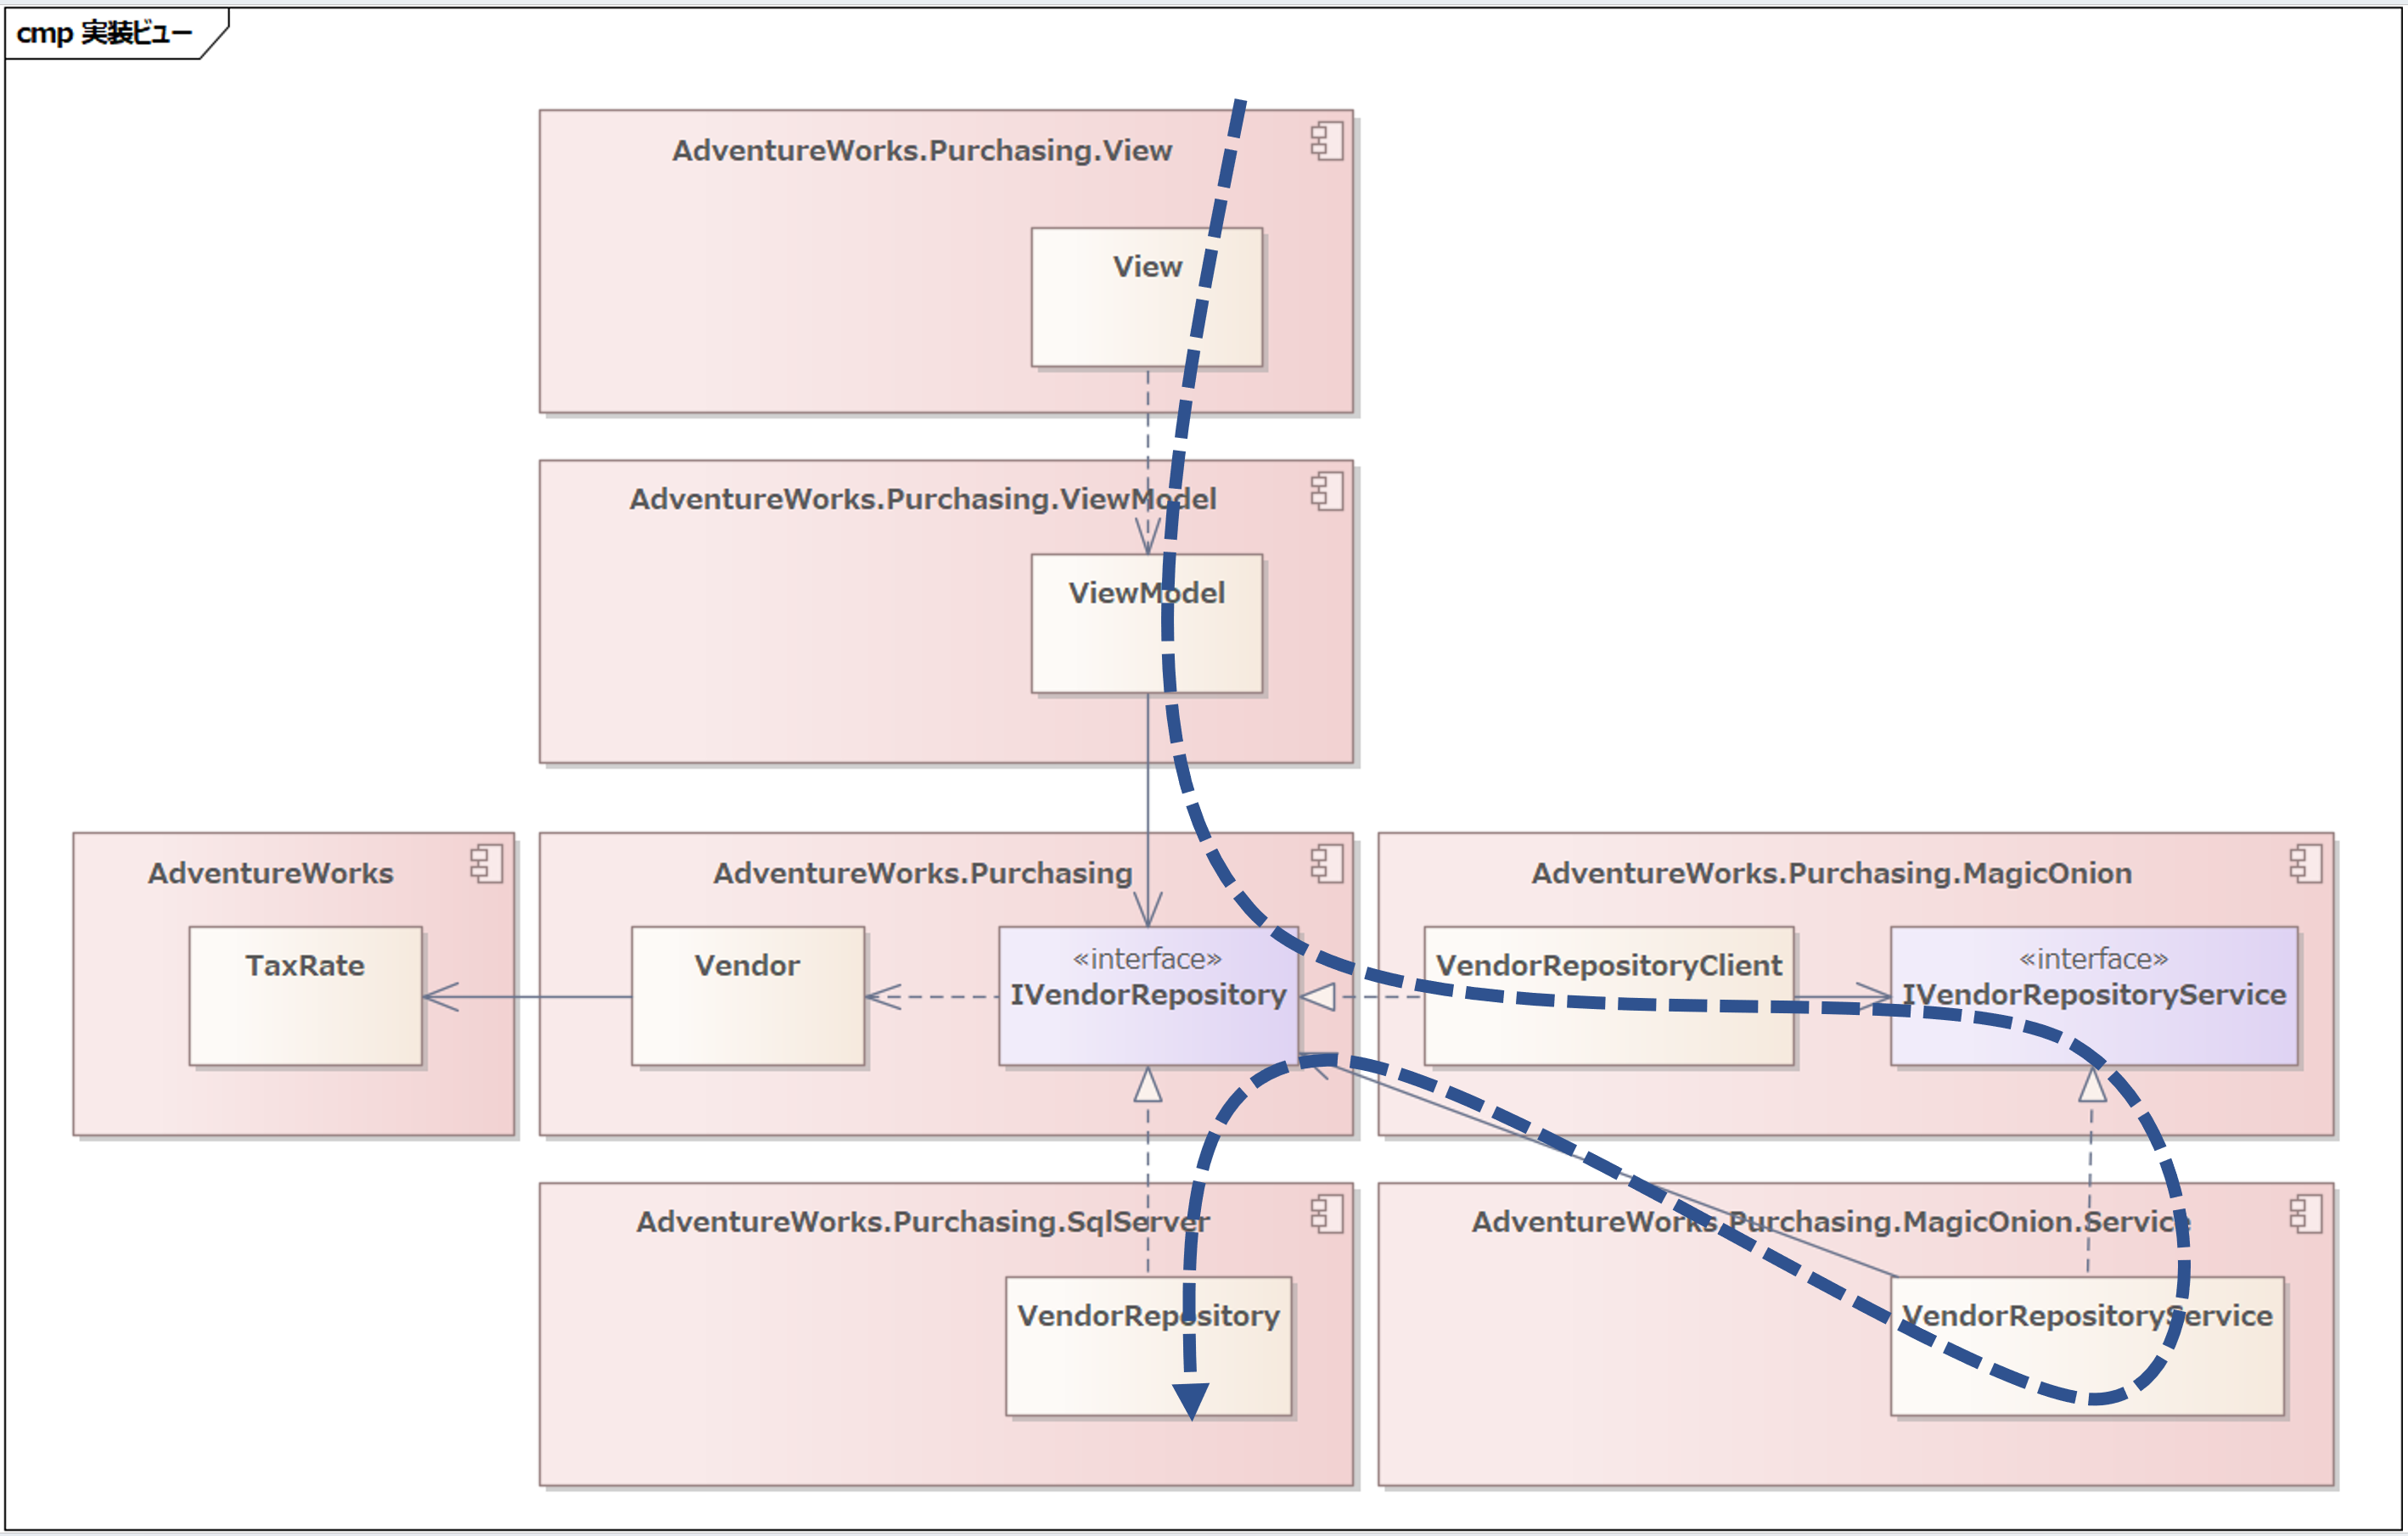 cmp 実装ビュー
AdventureWorks.Purchasing.View
View
AdventureWorks.Purchasing.ViewModel
ViewModel
AdventureWorks
TaxRate
AdventureWorks.Purchasing
Vendor
«interface»
IVendorRepository
AdventureWorks.Purchasing.MagicOnion
VendorRepositoryClient
«interface»
IVendorRepositoryService
AdventureWorks.Purchasing.SqlServer
VendorRepository
AdventureWorks.Purchasing.MagicOnion.Service
VendorRepositoryService